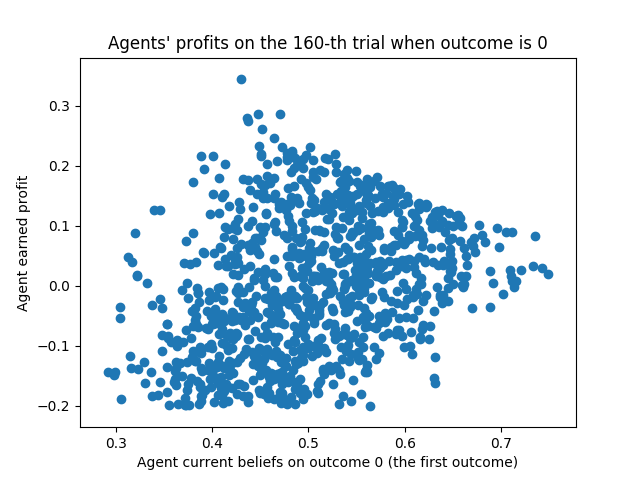 Agents' profits on the 160-th trial when outcome is 0
Agent earned profit
0.3
0.2
0.1
0.0
−0.1
−0.2
0.3 0.4 0.5 0.6 0.7
Agent current beliefs on outcome 0 (the first outcome)